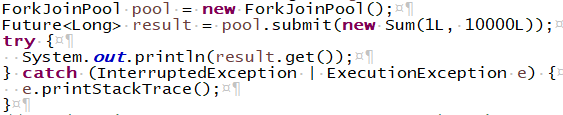 ForkJoinPool pool = new ForkJoinPool();¤¶
Future<Long> result = pool.submit(new Sum(1L, 10000L));¤¶
try {¤¶
  System.out.println(result.get());¤¶
} catch (InterruptedException | ExecutionException e) {¤¶
  e.printStackTrace();¤¶
}¤¶